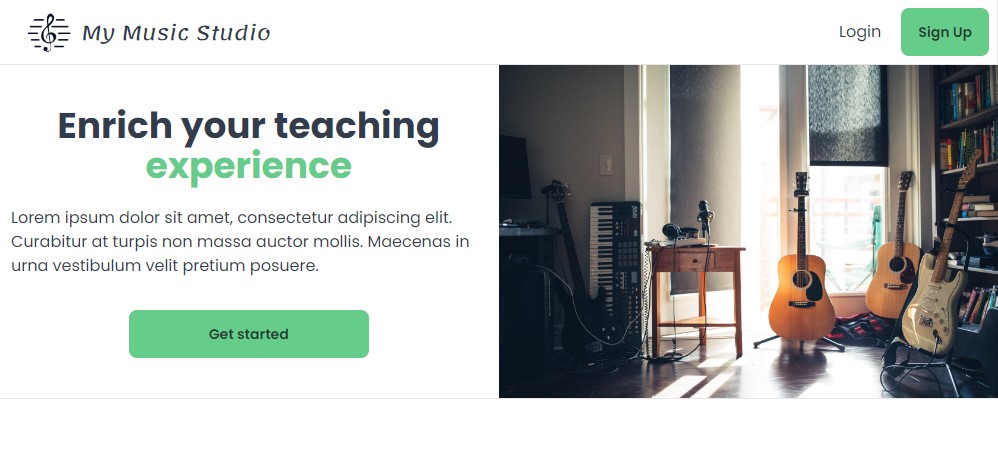 My Music Studio
Login
Sign Up
Enrich your teaching
experience
Lorem ipsum dolor sit amet, consectetur adipiscing elit.
Curabitur at turpis non massa auctor mollis. Maecenas in
urna vestibulum velit pretium posuere.
Get started